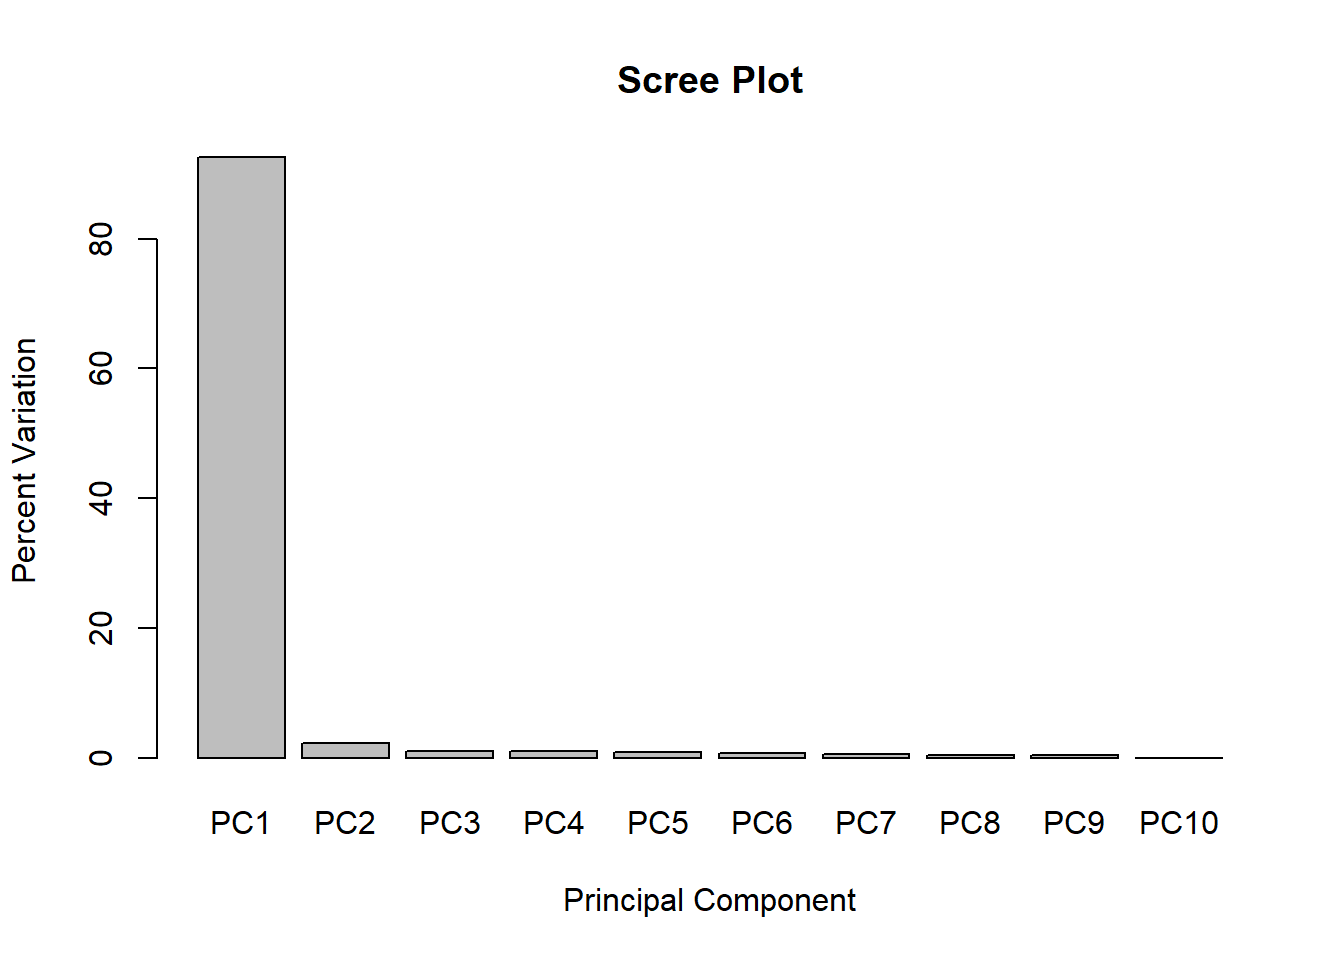 Scree Plot
Percent Variation
80
60
40
20
0
PC1 PC2 PC3 PC4 PC5 PC6 PC7 PC8 PC9 PC10
Principal Component